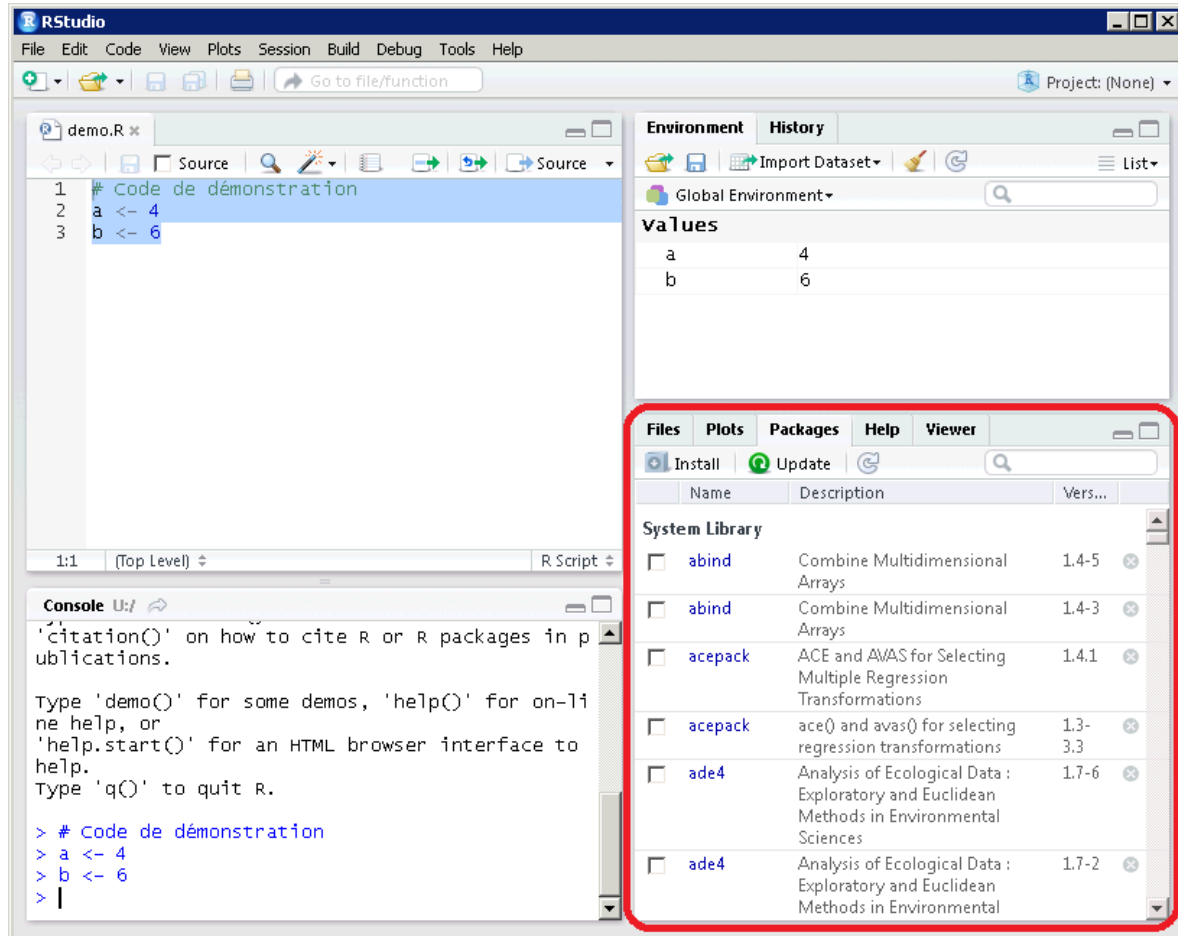 RStudio
File Edit Code View Plots Session Build Debug Tools Help
Go to file/function
Project: (None)
demo.R
Source
Source
1 # Code de démonstration
2 a <- 4
3 b <- 6
1:1 (Top Level) R Script
Console U:/
'citation()' on how to cite R or R packages in p
ublications.
Type 'demo()' for some demos, 'help()' for on-li
ne help, or
'help.start()' for an HTML browser interface to
help.
Type 'q()' to quit R.
> # Code de démonstration
> a <- 4
> b <- 6
>
Environment History
Import Dataset List
Global Environment
Values
a 4
b 6
Files Plots Packages Help Viewer
Install Update
Name Description Vers...
System Library
abind Combine Multidimensional 1.4-5
Arrays
abind Combine Multidimensional 1.4-3
Arrays
acepack ACE and AVAS for Selecting 1.4.1
Multiple Regression
Transformations
acepack ace() and avas() for selecting 1.3-
regression transformations 3.3
ade4 Analysis of Ecological Data : 1.7-6
Exploratory and Euclidean
Methods in Environmental
Sciences
ade4 Analysis of Ecological Data : 1.7-2
Exploratory and Euclidean
Methods in Environmental